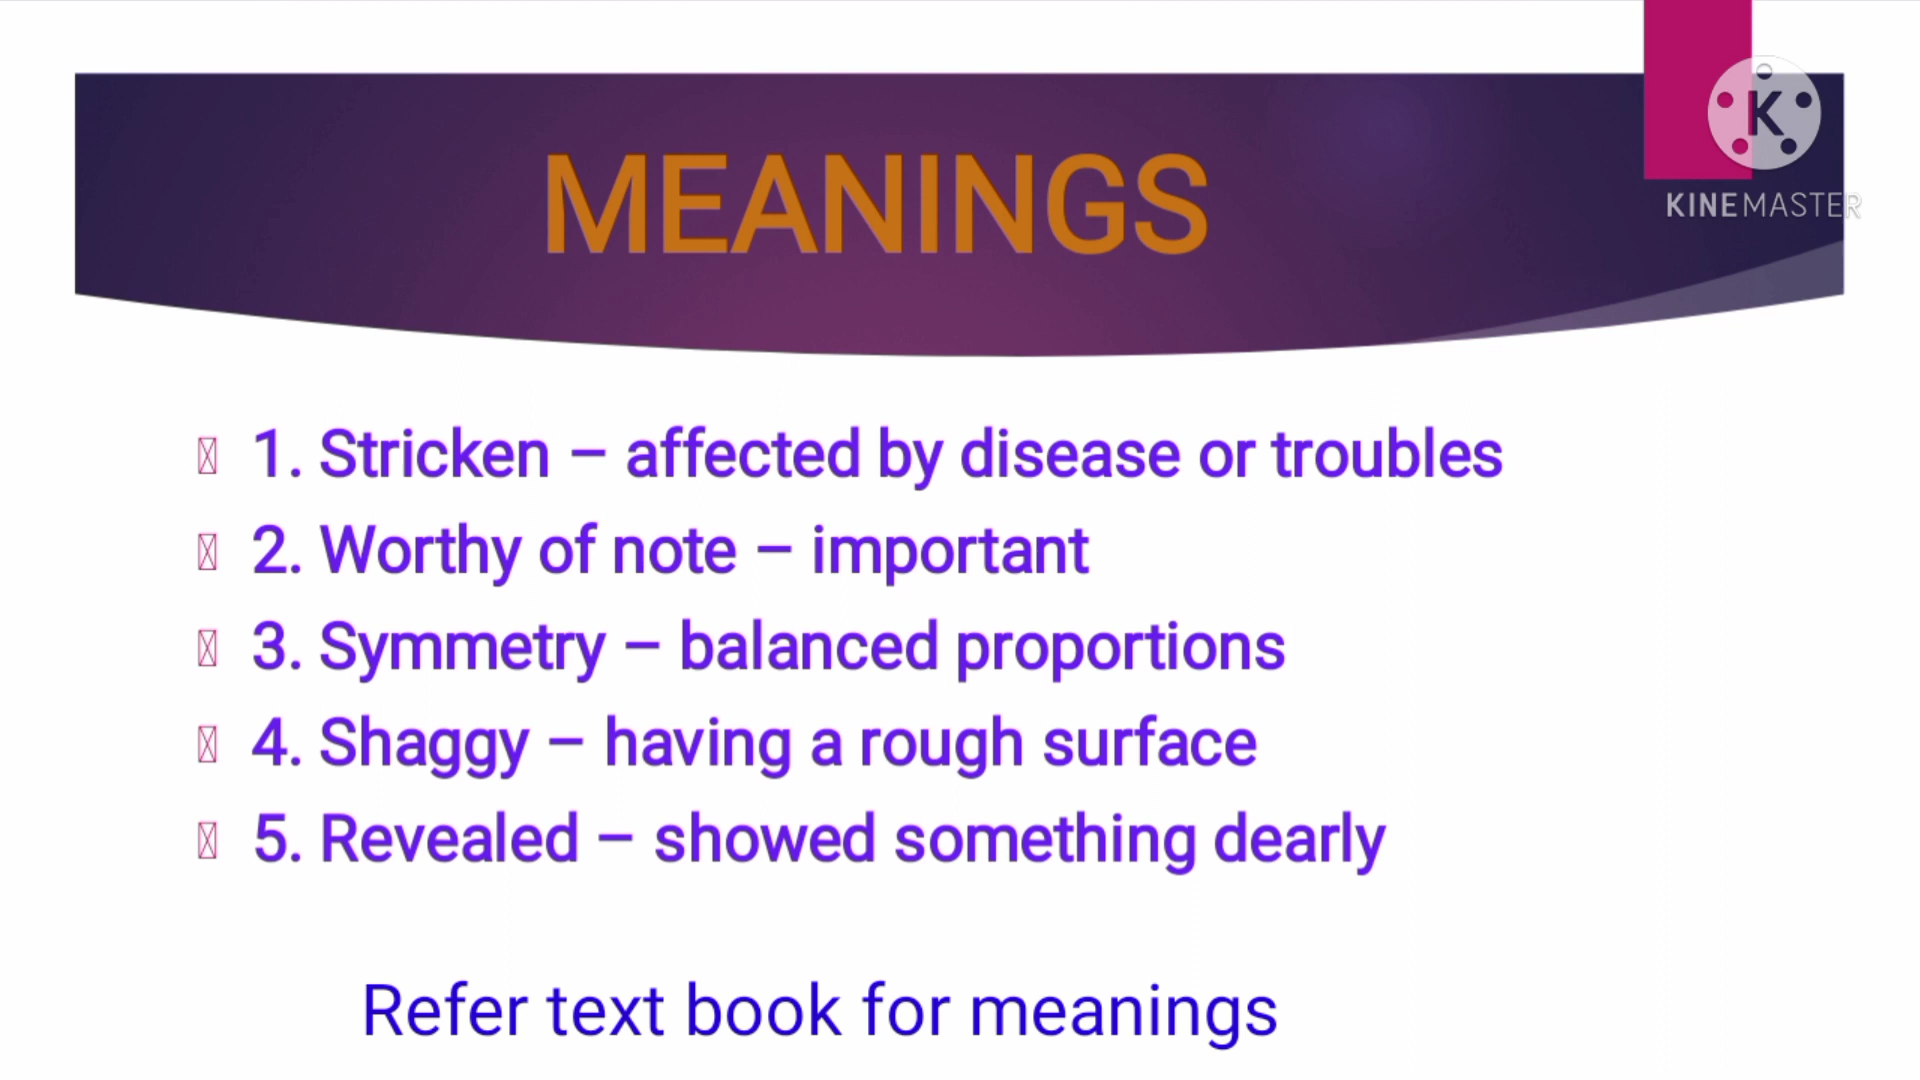 MEANINGS
K
KINEMASTER
1. Stricken – affected by disease or troubles
2. Worthy of note – important
3. Symmetry – balanced proportions
4. Shaggy – having a rough surface
5. Revealed – showed something dearly
Refer text book for meanings